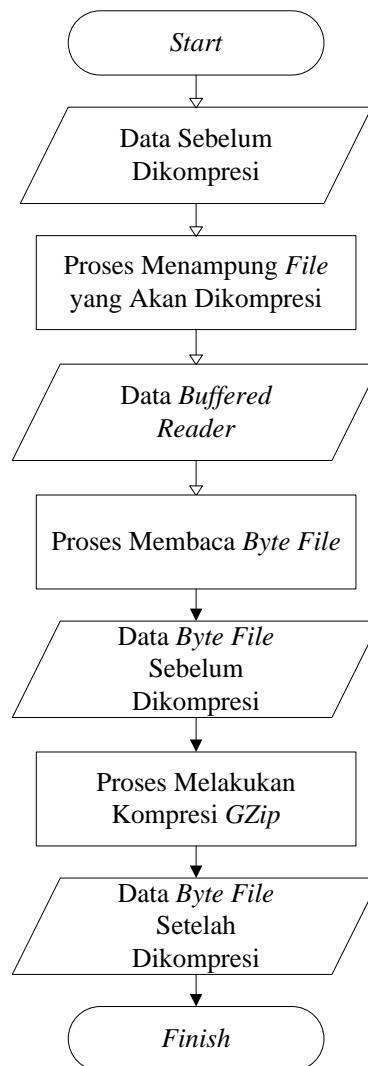 Start
Data Sebelum
Dikompresi
Proses Menampung File
yang Akan Dikompresi
Data Buffered
Reader
Proses Membaca Byte File
Data Byte File
Sebelum
Dikompresi
Proses Melakukan
Kompresi GZip
Data Byte File
Setelah
Dikompresi
Finish